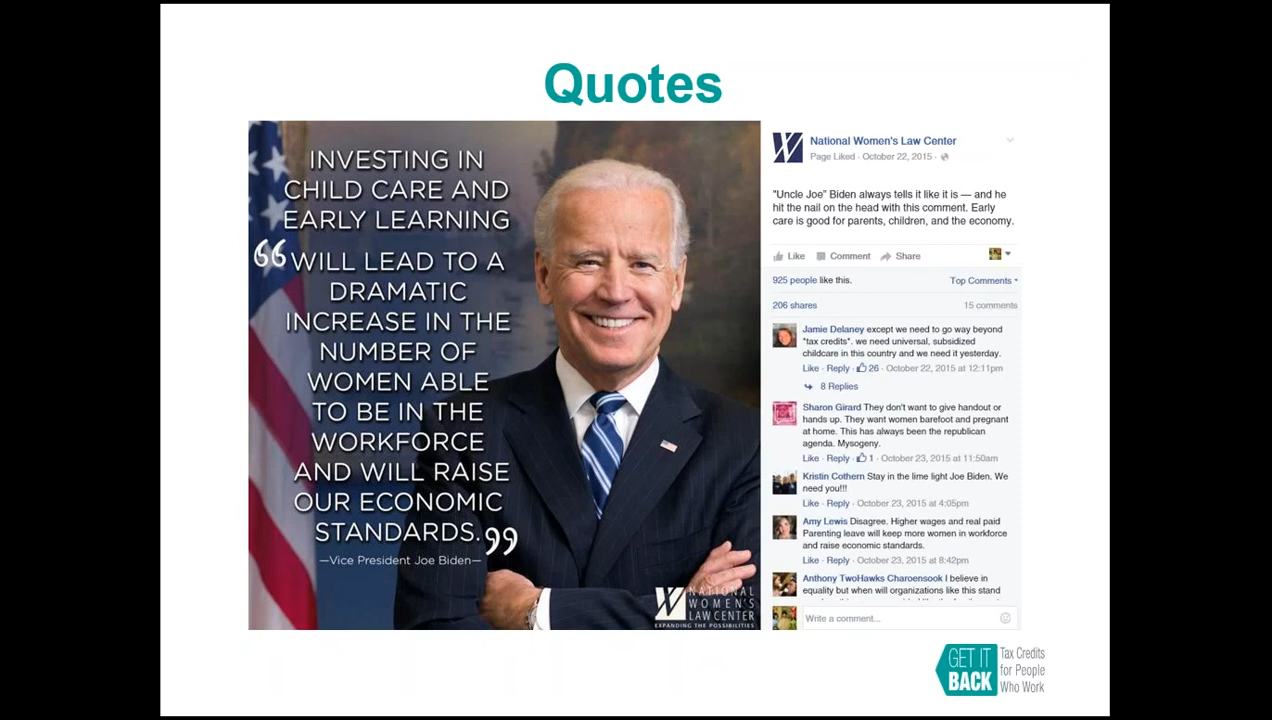 Quotes
INVESTING IN
CHILD CARE AND
EARLY LEARNING
“WILL LEAD TO A
DRAMATIC
INCREASE IN THE
NUMBER OF
WOMEN ABLE
TO BE IN THE
WORKFORCE
AND WILL RAISE
OUR ECONOMIC
STANDARDS.”
—Vice President Joe Biden—
NATIONAL
WOMEN'S
LAW CENTER
EXPANDING THE POSSIBILITIES
National Women's Law Center
Page Liked · October 22, 2015 ·
"Uncle Joe" Biden always tells it like it is — and he
hit the nail on the head with this comment. Early
care is good for parents, children, and the economy.
Like Comment Share
925 people like this.
Top Comments
206 shares
15 comments
Jamie Delaney except we need to go way beyond
"tax credits". we need universal, subsidized
childcare in this country and we need it yesterday.
Like · Reply · 26 · October 22, 2015 at 12:11pm
8 Replies
Sharon Girard They don't want to give handout or
hands up. They want women barefoot and pregnant
at home. This has always been the republican
agenda. Mysogeny.
Like · Reply · 1 · October 23, 2015 at 11:50am
Kristin Cothern Stay in the lime light Joe Biden. We
need you!!!
Like · Reply · October 23, 2015 at 4:05pm
Amy Lewis Disagree. Higher wages and real paid
Parenting leave will keep more women in workforce
and raise economic standards.
Like · Reply · October 23, 2015 at 8:42pm
Anthony TwoHawks Charoensook I believe in
equality but when will organizations like this stand
Write a comment...
GET IT
BACK
Tax Credits
for People
Who Work